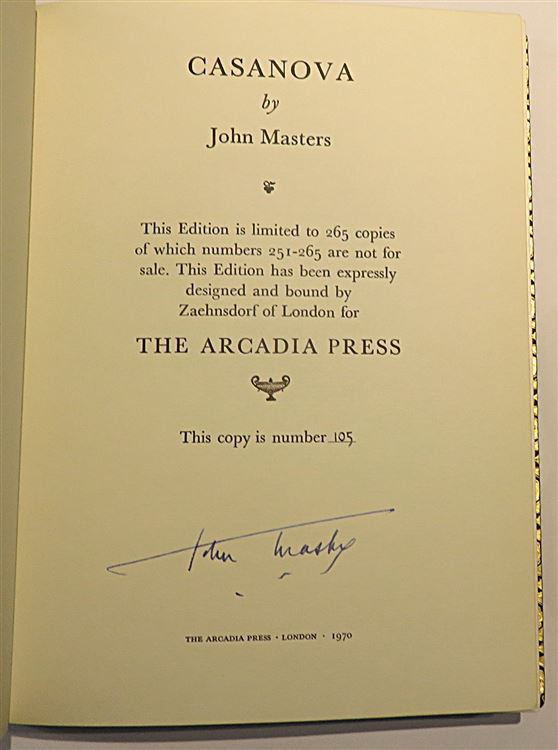 CASANOVA
by
John Masters
This Edition is limited to 265 copies
of which numbers 251-265 are not for
sale. This Edition has been expressly
designed and bound by
Zaehnsdorf of London for
THE ARCADIA PRESS
This copy is number 105
John Masters
THE ARCADIA PRESS · LONDON · 1970